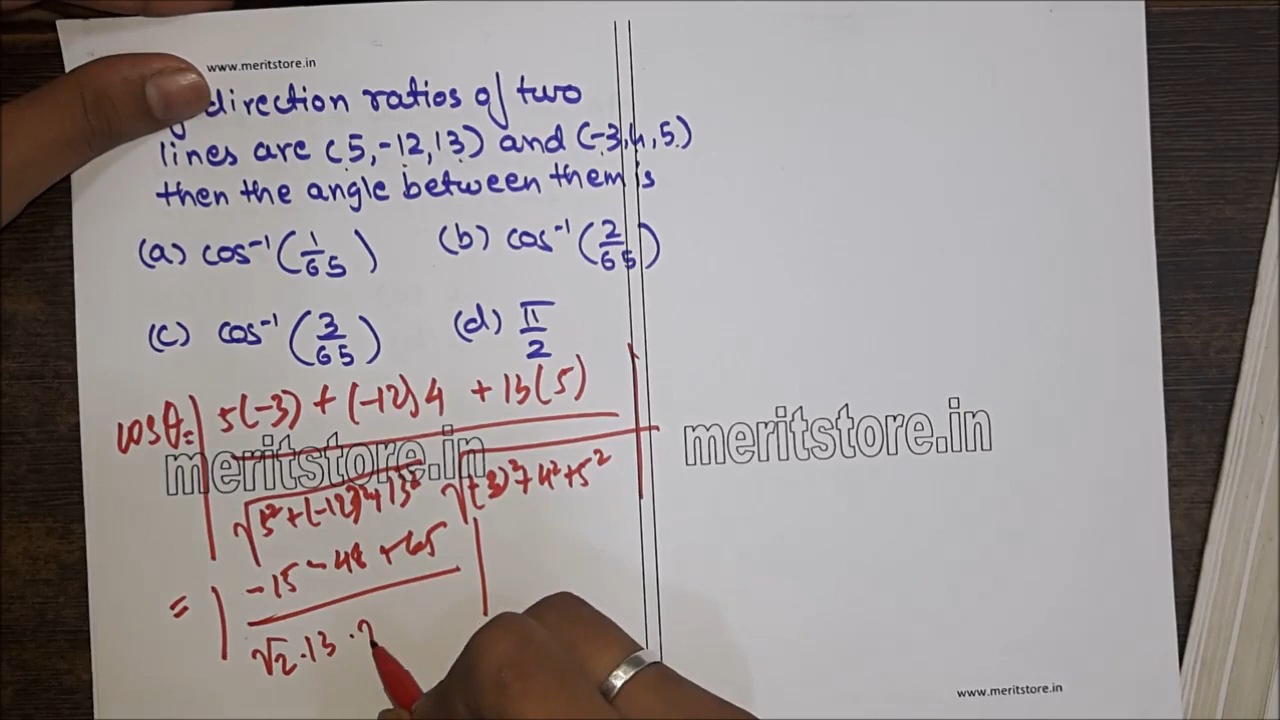 www.meritstore.in
direction ratios of two
lines are (5,-12,13) and (-3,4,5)
then the angle between them is
(a) cos⁻¹(1/65) (b) cos⁻¹(2/65)
(c) cos⁻¹(3/65) (d) π/2
cosθ = | 5(-3) + (-12)4 + 13(5) / √5²+(-12)²+13² √(-3)²+4²+5² |
meritstore.in meritstore.in
= | -15-48+65 / √2·13·
www.meritstore.in